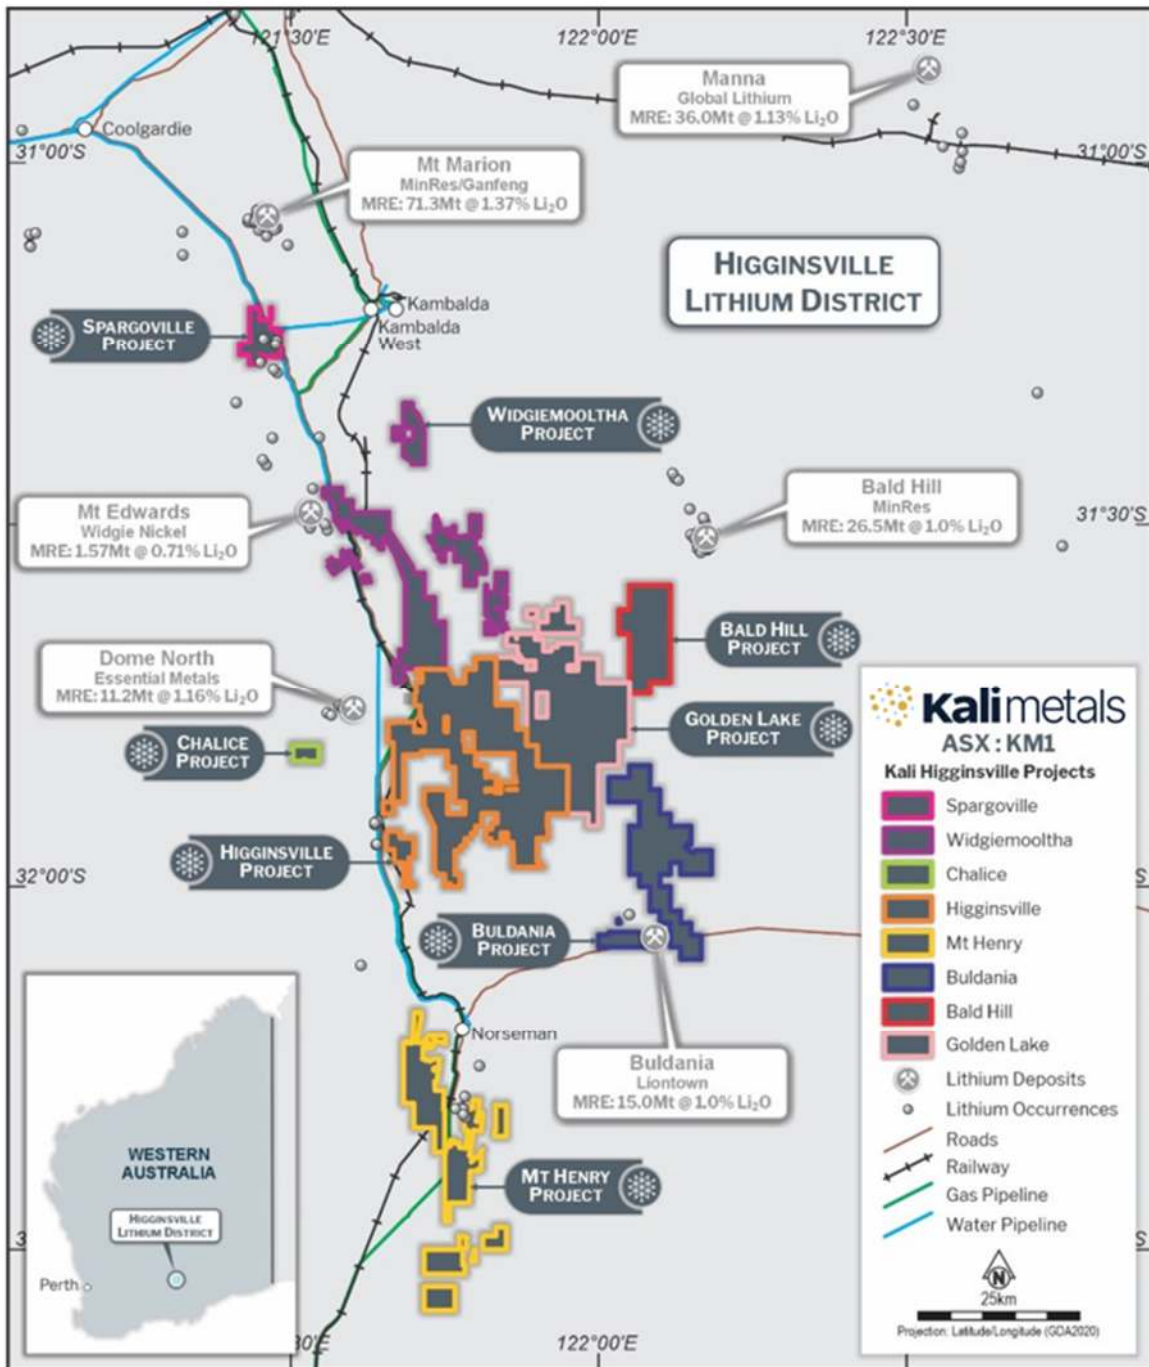 121°30'E
122°00'E
122°30'E
Manna
Global Lithium
MRE: 36.0Mt @ 1.13% Li₂O
Coolgardie
31°00'S
31°00'S
Mt Marion
MinRes/Ganfeng
MRE: 71.3Mt @ 1.37% Li₂O
HIGGINSVILLE
LITHIUM DISTRICT
SPARGOVILLE
PROJECT
Kambalda
Kambalda
West
WIDGIEMOOLTHA
PROJECT
Mt Edwards
Widgie Nickel
MRE: 1.57Mt @ 0.71% Li₂O
Bald Hill
MinRes
MRE: 26.5Mt @ 1.0% Li₂O
31°30'S
BALD HILL
PROJECT
Dome North
Essential Metals
MRE: 11.2Mt @ 1.16% Li₂O
GOLDEN LAKE
PROJECT
CHALICE
PROJECT
HIGGINSVILLE
PROJECT
32°00'S
S
BULDANIA
PROJECT
Norseman
Buldania
Liontown
MRE: 15.0Mt @ 1.0% Li₂O
MT HENRY
PROJECT
3
S
30'E
122°00'E
WESTERN
AUSTRALIA
HIGGINSVILLE
LITHIUM DISTRICT
Perth
Kalimetals
ASX : KM1
Kali Higginsville Projects
Spargoville
Widgiemooltha
Chalice
Higginsville
Mt Henry
Buldania
Bald Hill
Golden Lake
Lithium Deposits
Lithium Occurrences
Roads
Railway
Gas Pipeline
Water Pipeline
N
25km
Projection: Latitude/Longitude (GDA2020)